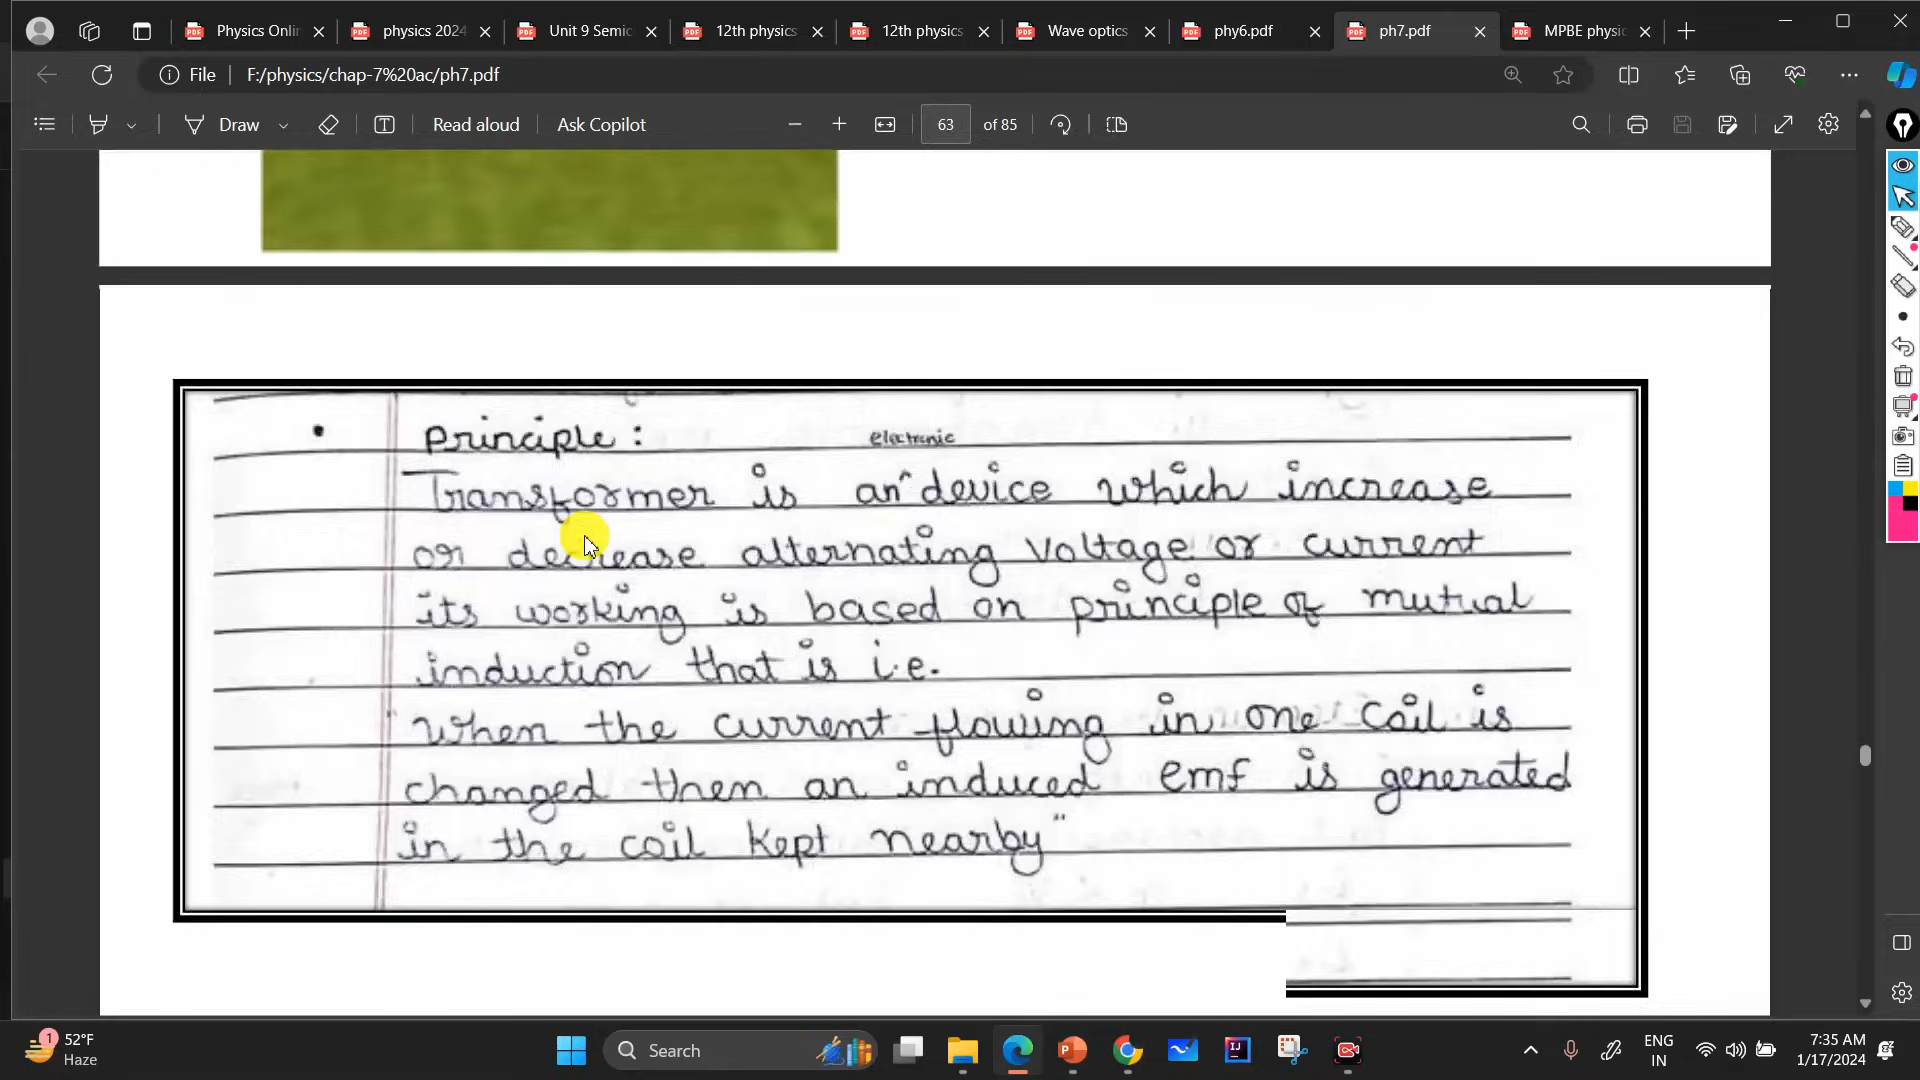 Physics Onlin
physics 2024
Unit 9 Semic
12th physics
12th physics
Wave optics
phy6.pdf
ph7.pdf
MPBE physic
File
F:/physics/chap-7%20ac/ph7.pdf
Draw
Read aloud
Ask Copilot
63
of 85
• principle :
electronic
Transformer is an^device which increase
or decrease alternating voltage or current
its working is based on principle of mutual
induction that is i.e.
"when the current flowing in one coil is
changed then an induced emf is generated
in the coil kept nearby"
1
52°F
Haze
Search
ENG
IN
7:35 AM
1/17/2024